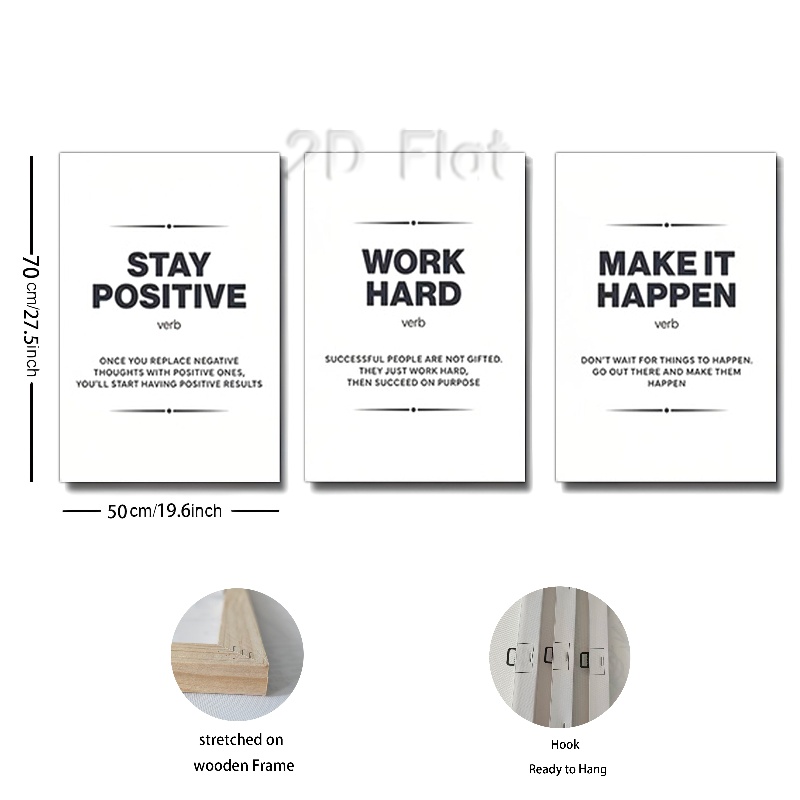 2D Flat
STAY
POSITIVE
verb
ONCE YOU REPLACE NEGATIVE
THOUGHTS WITH POSITIVE ONES,
YOU'LL START HAVING POSITIVE RESULTS
WORK
HARD
verb
SUCCESSFUL PEOPLE ARE NOT GIFTED.
THEY JUST WORK HARD,
THEN SUCCEED ON PURPOSE
MAKE IT
HAPPEN
verb
DON'T WAIT FOR THINGS TO HAPPEN.
GO OUT THERE AND MAKE THEM
HAPPEN
70cm/27.5inch
50cm/19.6inch
stretched on
wooden Frame
Hook
Ready to Hang